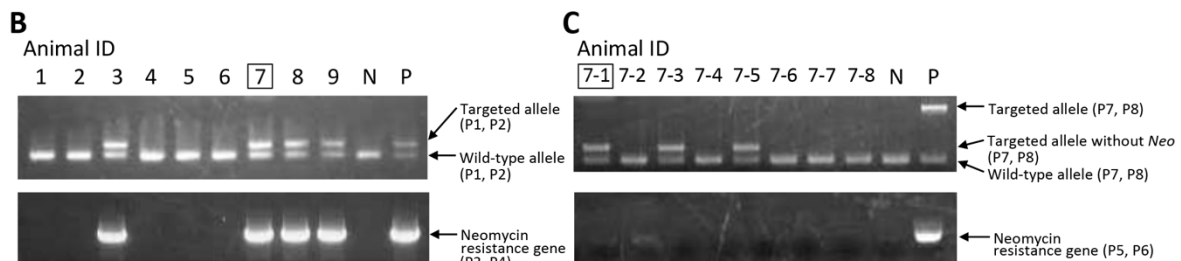 B
Animal ID
1 2 3 4 5 6 7 8 9 N P
Targeted allele
(P1, P2)
Wild-type allele
(P1, P2)
Neomycin
resistance gene
(P3, P4)
C
Animal ID
7-1 7-2 7-3 7-4 7-5 7-6 7-7 7-8 N P
Targeted allele (P7, P8)
Targeted allele without Neo
(P7, P8)
Wild-type allele (P7, P8)
Neomycin
resistance gene (P5, P6)